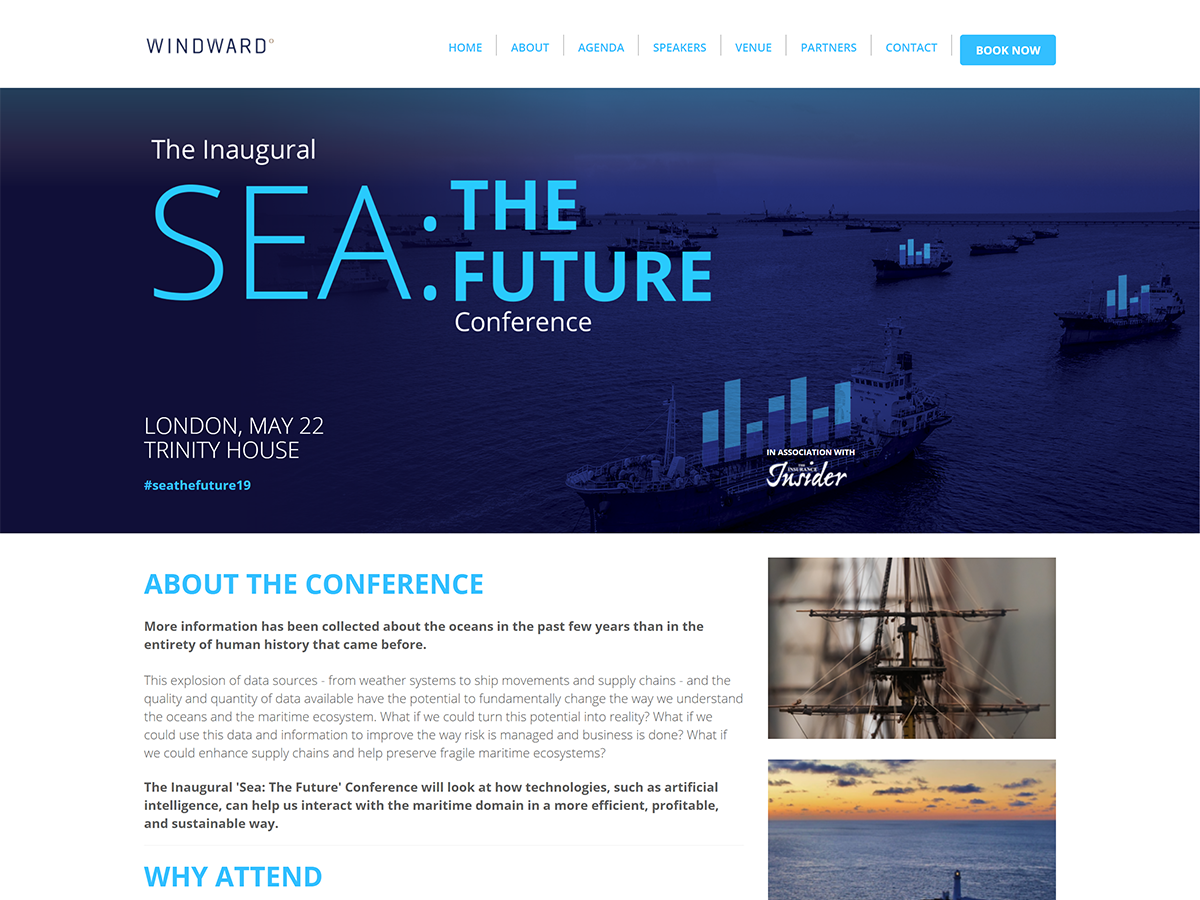 WINDWARD
HOME
ABOUT
AGENDA
SPEAKERS
VENUE
PARTNERS
CONTACT
BOOK NOW
The Inaugural
SEA: THE
FUTURE
Conference
LONDON, MAY 22
TRINITY HOUSE
#seathefuture19
IN ASSOCIATION WITH
THE
INSURANCE
Insider
ABOUT THE CONFERENCE
More information has been collected about the oceans in the past few years than in the
entirety of human history that came before.
This explosion of data sources - from weather systems to ship movements and supply chains - and the
quality and quantity of data available have the potential to fundamentally change the way we understand
the oceans and the maritime ecosystem. What if we could turn this potential into reality? What if we
could use this data and information to improve the way risk is managed and business is done? What if
we could enhance supply chains and help preserve fragile maritime ecosystems?
The Inaugural 'Sea: The Future' Conference will look at how technologies, such as artificial
intelligence, can help us interact with the maritime domain in a more efficient, profitable,
and sustainable way.
WHY ATTEND